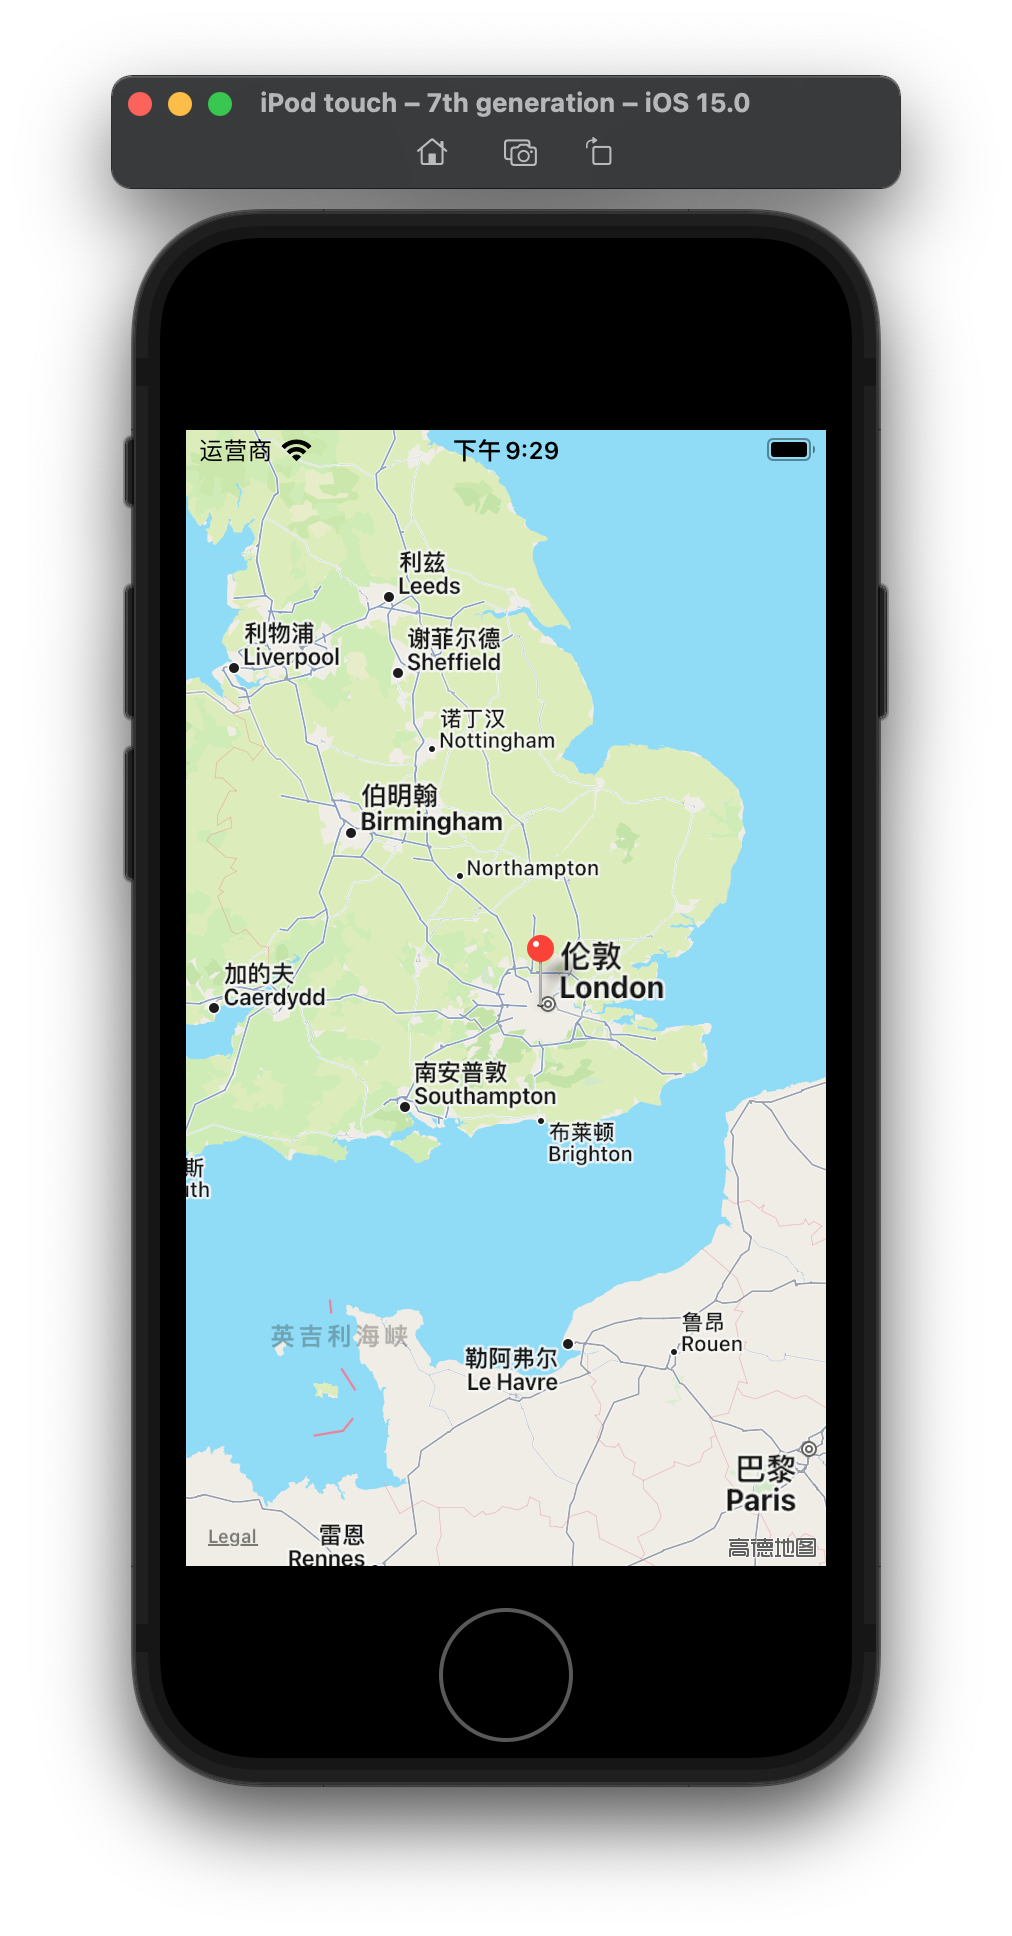 iPod touch – 7th generation – iOS 15.0
运营商
下午 9:29
利兹
Leeds
利物浦
Liverpool
谢菲尔德
Sheffield
诺丁汉
Nottingham
伯明翰
Birmingham
Northampton
伦敦
London
加的夫
Caerdydd
南安普敦
Southampton
布莱顿
Brighton
斯
uth
英吉利海峡
鲁昂
Rouen
勒阿弗尔
Le Havre
巴黎
Paris
雷恩
Rennes
Legal
高德地图